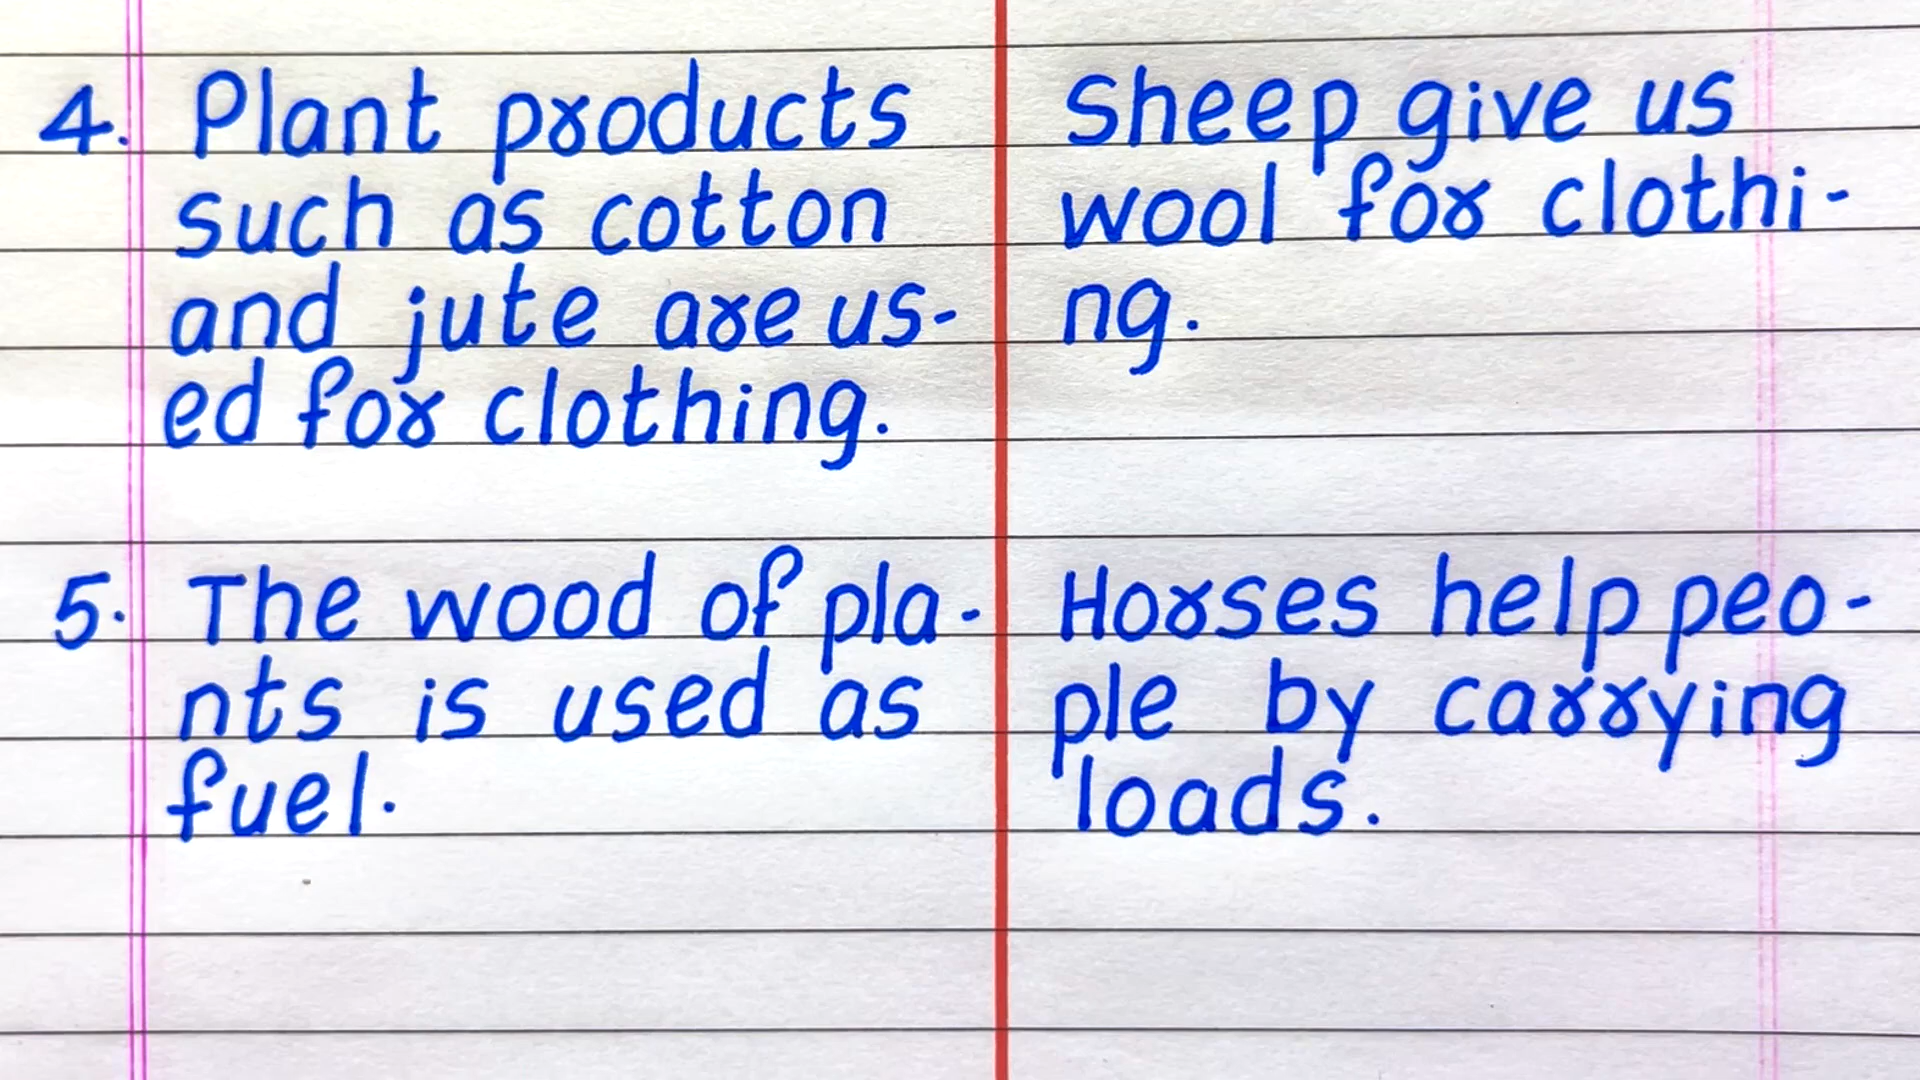 4. Plant products
such as cotton
and jute are us-
ed for clothing.
Sheep give us
wool for clothi-
ng.
5. The wood of pla-
nts is used as
fuel.
Horses help peo-
ple by carrying
loads.